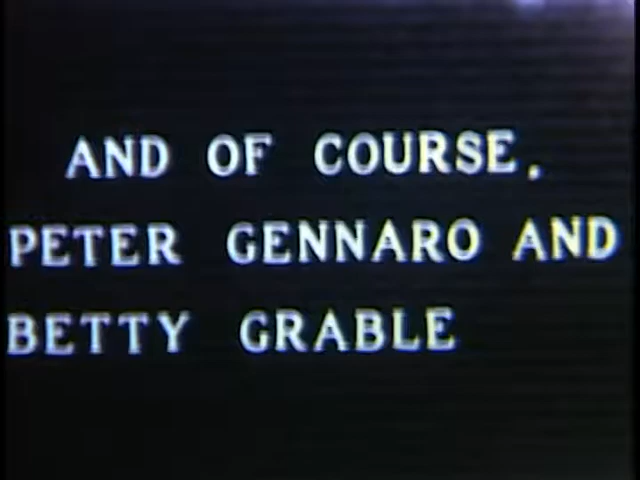 AND OF COURSE,
PETER GENNARO AND
BETTY GRABLE